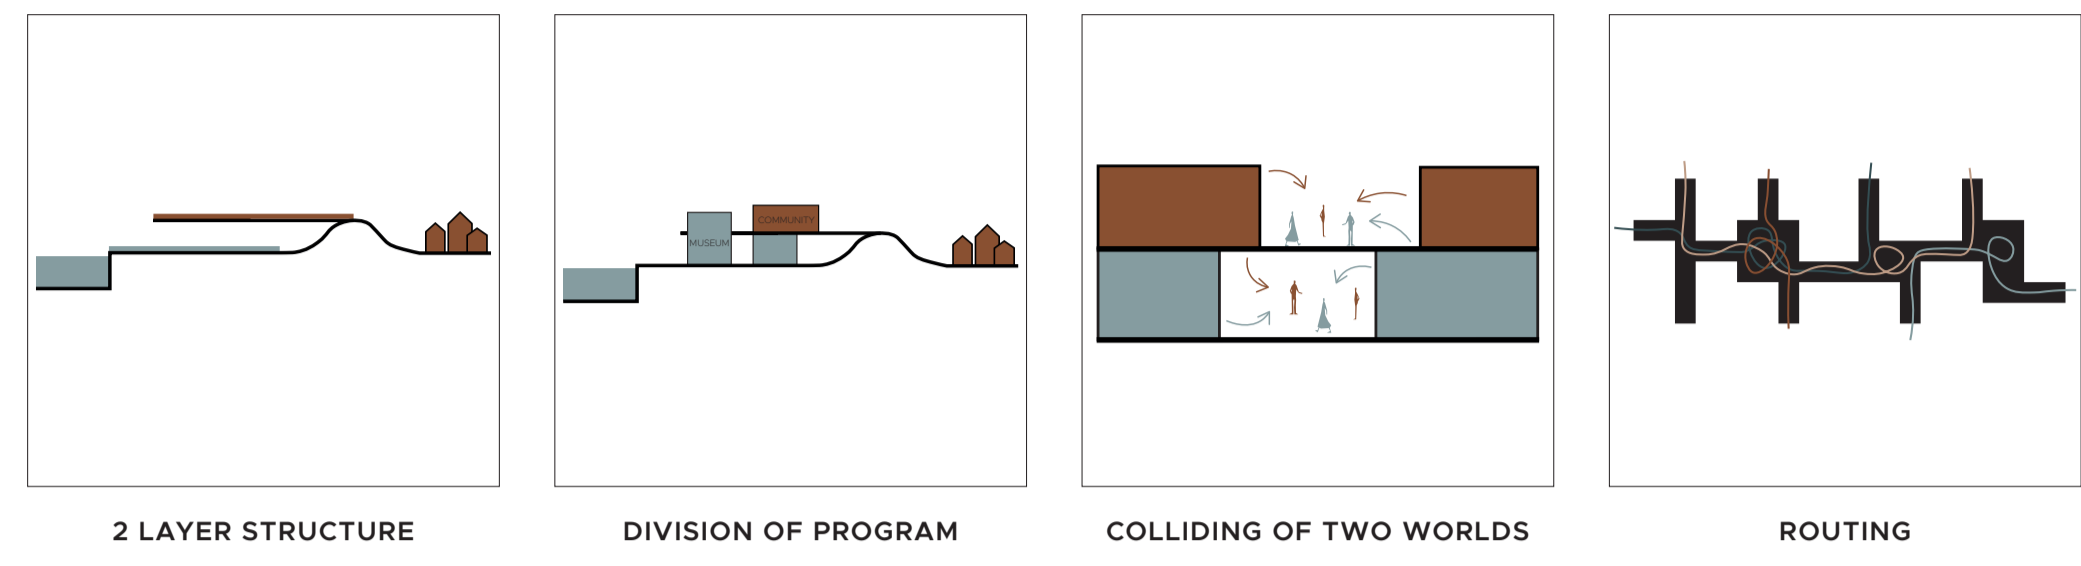 MUSEUM
COMMUNITY
2 LAYER STRUCTURE
DIVISION OF PROGRAM
COLLIDING OF TWO WORLDS
ROUTING